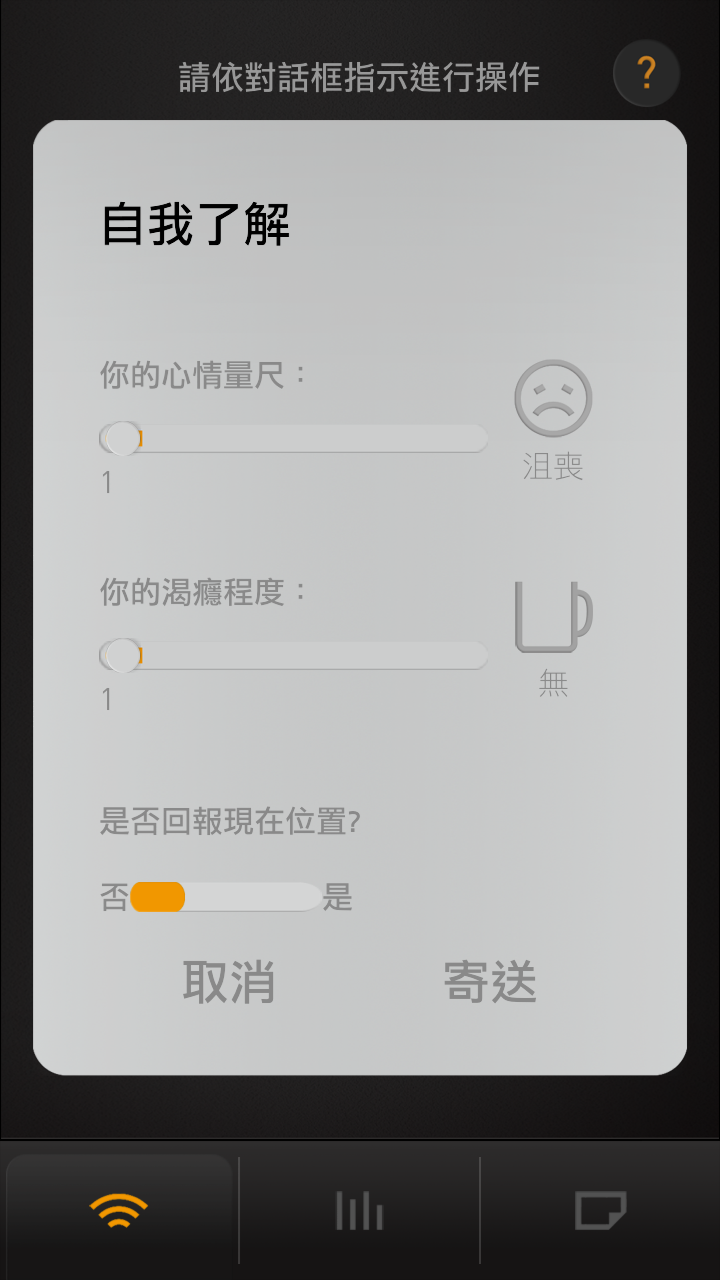 請依對話框指示進行操作
?
自我了解
你的心情量尺：
沮喪
1
你的渴癮程度：
無
1
是否回報現在位置?
否 是
取消 寄送